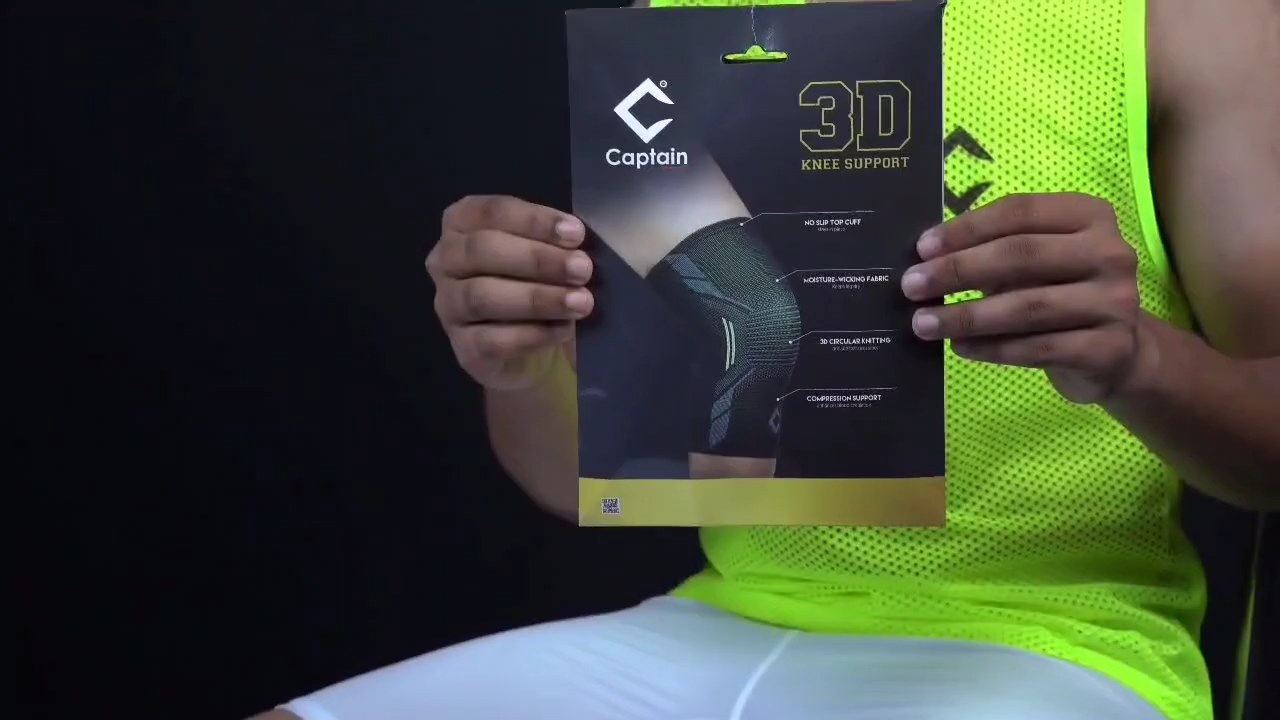 Captain
3D
KNEE SUPPORT
NO SLIP TOP CUFF
MOISTURE-WICKING FABRIC
3D CIRCULAR KNITTING
COMPRESSION SUPPORT